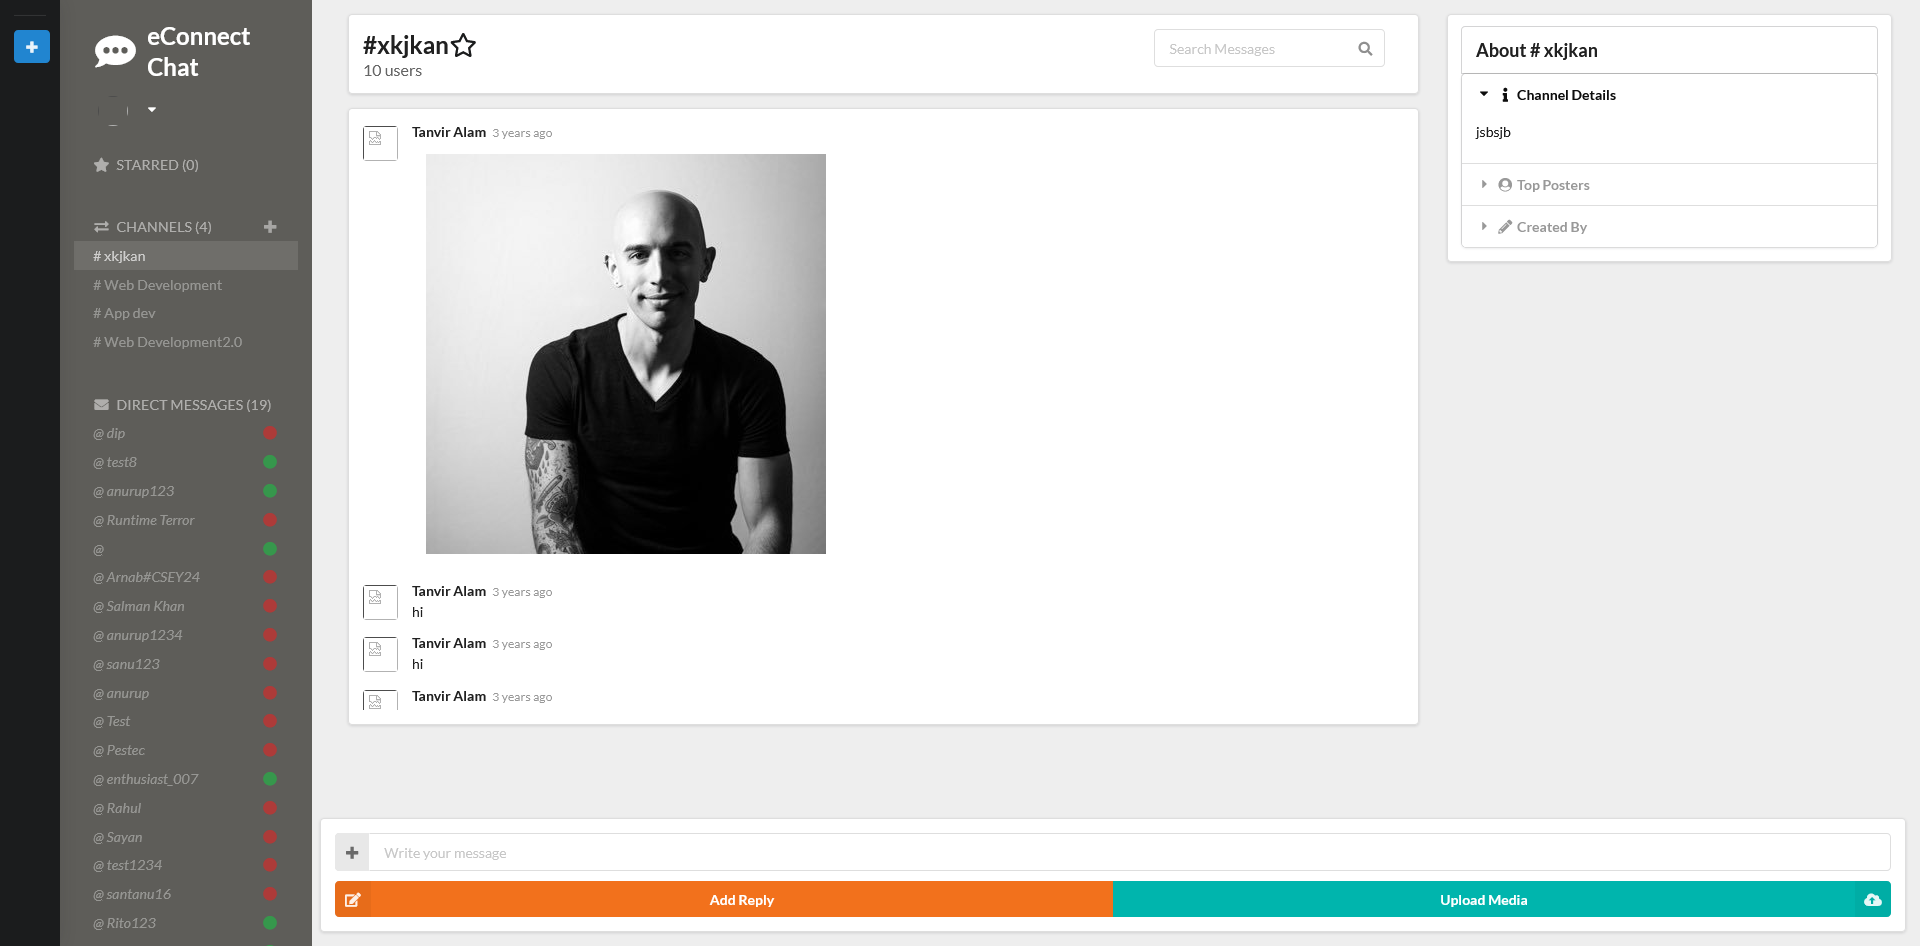 eConnect
Chat
STARRED (0)
CHANNELS (4)
# xkjkan
# Web Development
# App dev
# Web Development2.0
DIRECT MESSAGES (19)
@ dip
@ test8
@ anurup123
@ Runtime Terror
@
@ Arnab#CSEY24
@ Salman Khan
@ anurup1234
@ sanu123
@ anurup
@ Test
@ Pestec
@ enthusiast_007
@ Rahul
@ Sayan
@ test1234
@ santanu16
@ Rito123
#xkjkan
10 users
Search Messages
Tanvir Alam 3 years ago
Tanvir Alam 3 years ago
hi
Tanvir Alam 3 years ago
hi
Tanvir Alam 3 years ago
Write your message
Add Reply
Upload Media
About # xkjkan
Channel Details
jsbsjb
Top Posters
Created By